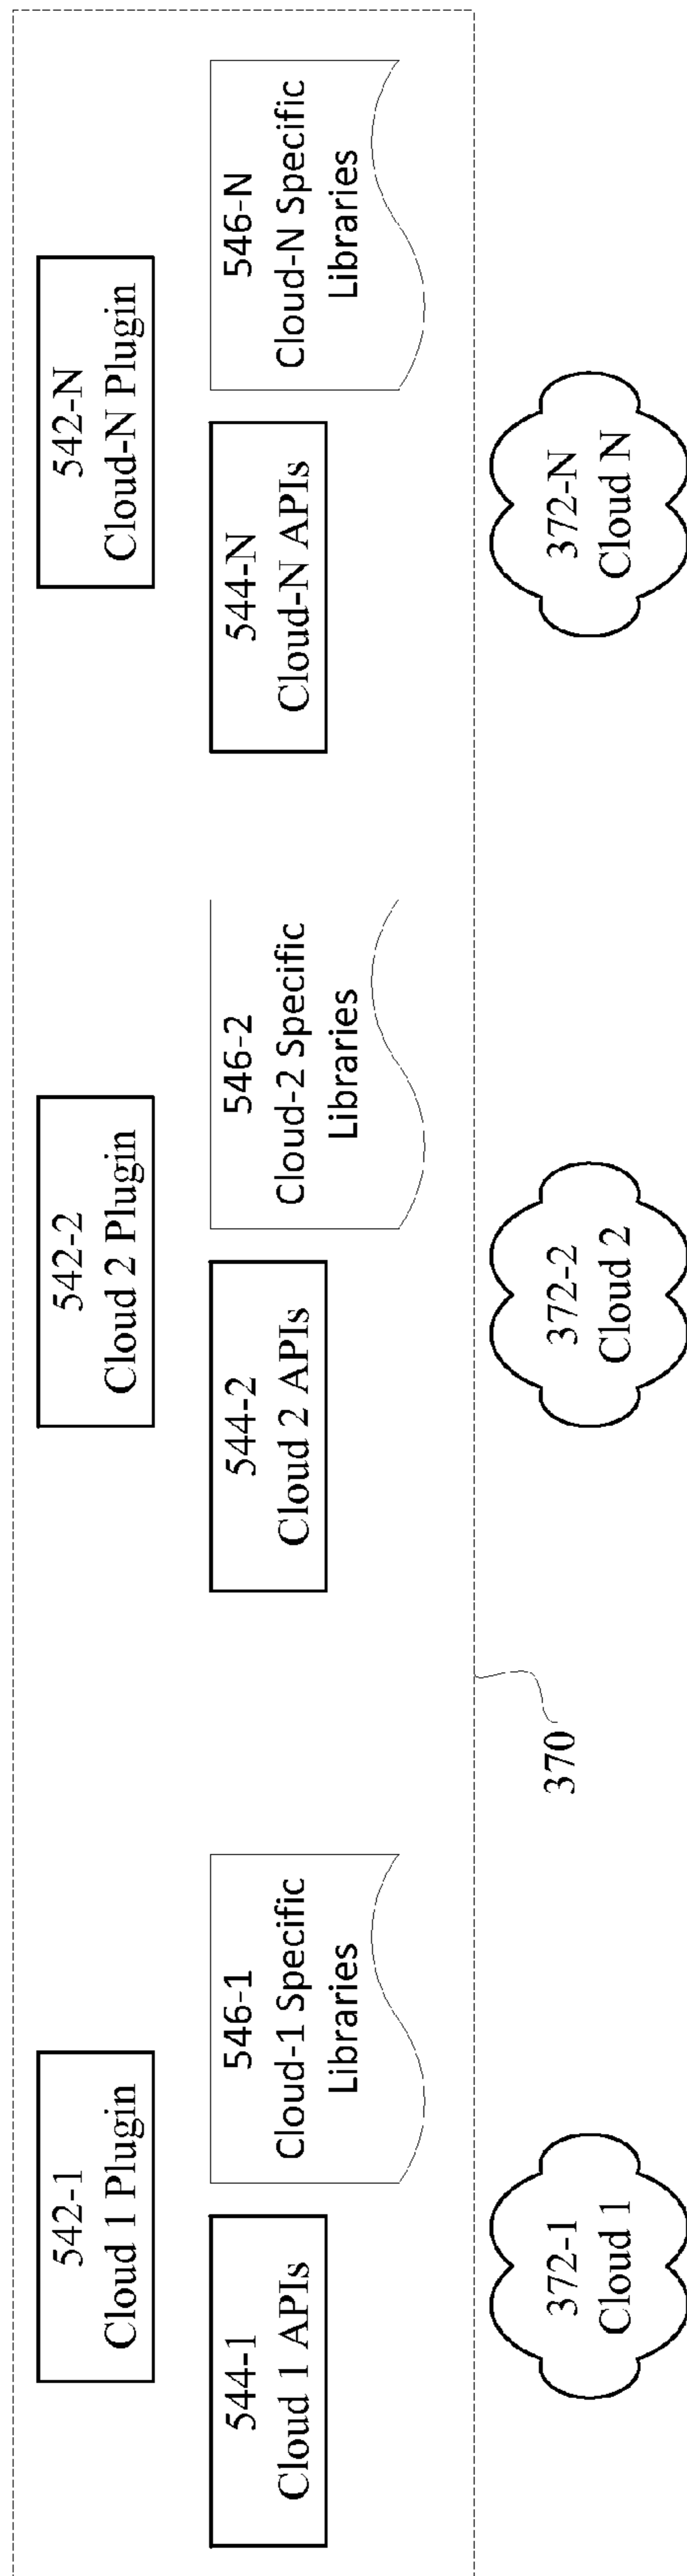 542-1
Cloud 1 Plugin
542-2
Cloud 2 Plugin
542-N
Cloud-N Plugin
544-1
Cloud 1 APIs
546-1
Cloud-1 Specific
Libraries
544-2
Cloud 2 APIs
546-2
Cloud-2 Specific
Libraries
544-N
Cloud-N APIs
546-N
Cloud-N Specific
Libraries
372-1
Cloud 1
370
372-2
Cloud 2
372-N
Cloud N